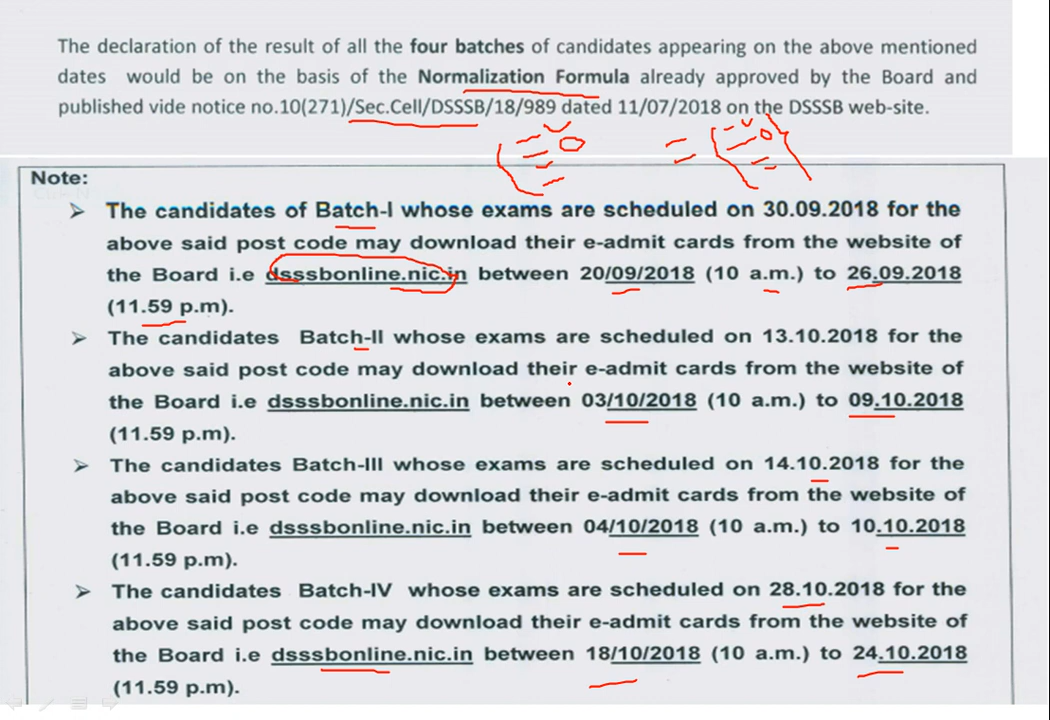 The declaration of the result of all the four batches of candidates appearing on the above mentioned
dates would be on the basis of the Normalization Formula already approved by the Board and
published vide notice no.10(271)/Sec.Cell/DSSSB/18/989 dated 11/07/2018 on the DSSSB web-site.
Note:
➢ The candidates of Batch-I whose exams are scheduled on 30.09.2018 for the
above said post code may download their e-admit cards from the website of
the Board i.e dsssbonline.nic.in between 20/09/2018 (10 a.m.) to 26.09.2018
(11.59 p.m).
➢ The candidates Batch-II whose exams are scheduled on 13.10.2018 for the
above said post code may download their e-admit cards from the website of
the Board i.e dsssbonline.nic.in between 03/10/2018 (10 a.m.) to 09.10.2018
(11.59 p.m).
➢ The candidates Batch-III whose exams are scheduled on 14.10.2018 for the
above said post code may download their e-admit cards from the website of
the Board i.e dsssbonline.nic.in between 04/10/2018 (10 a.m.) to 10.10.2018
(11.59 p.m).
➢ The candidates Batch-IV whose exams are scheduled on 28.10.2018 for the
above said post code may download their e-admit cards from the website of
the Board i.e dsssbonline.nic.in between 18/10/2018 (10 a.m.) to 24.10.2018
(11.59 p.m).